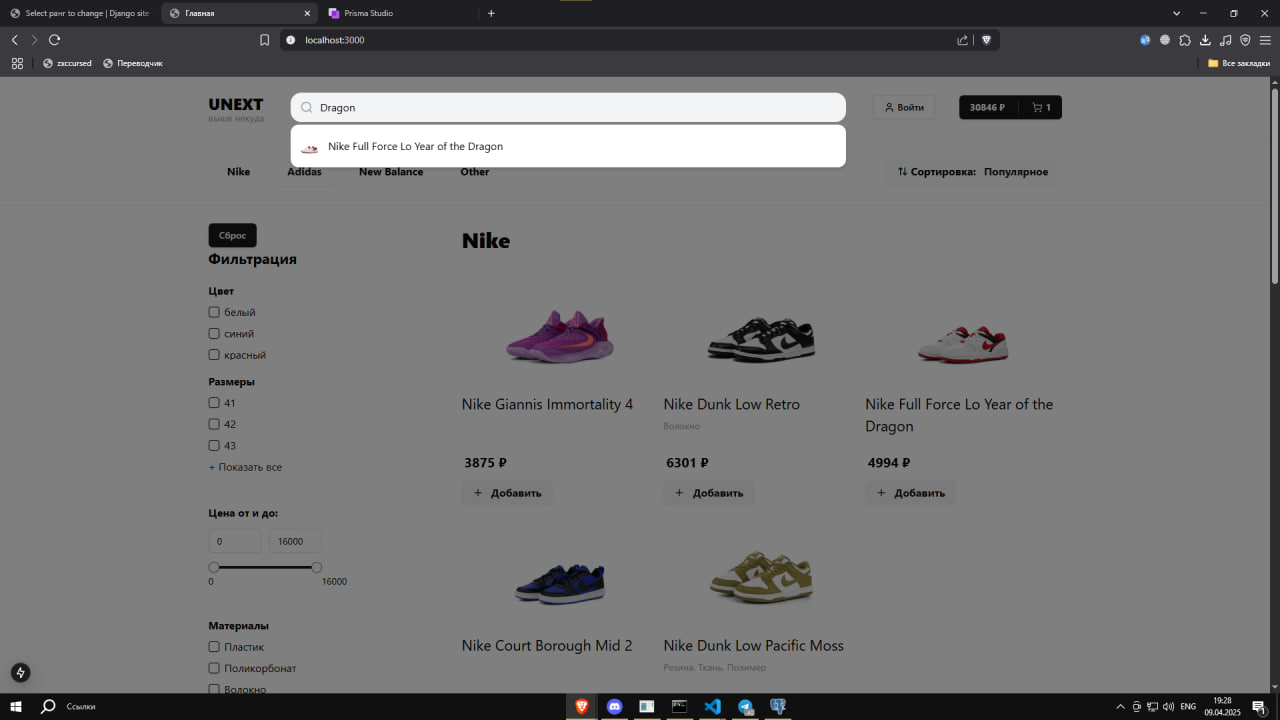 Select ранг to change | Django site
Главная
Prisma Studio
localhost:3000
zxccursed
Переводчик
Все закладки
UNEXT
выше некуда
Dragon
Войти
30846 ₽
1
Nike Full Force Lo Year of the Dragon
Nike
Adidas
New Balance
Other
Сортировка: Популярное
Сброс
Фильтрация
Цвет
белый
синий
красный
Размеры
41
42
43
+ Показать все
Цена от и до:
0
16000
0
16000
Материалы
Пластик
Поликорбонат
Волокно
Nike
Nike Giannis Immortality 4
3875 ₽
+ Добавить
Nike Dunk Low Retro
Волокно
6301 ₽
+ Добавить
Nike Full Force Lo Year of the
Dragon
4994 ₽
+ Добавить
Nike Court Borough Mid 2
Nike Dunk Low Pacific Moss
Резина, Ткань, Полимер
Ссылки
ENG
19:28
09.04.2025